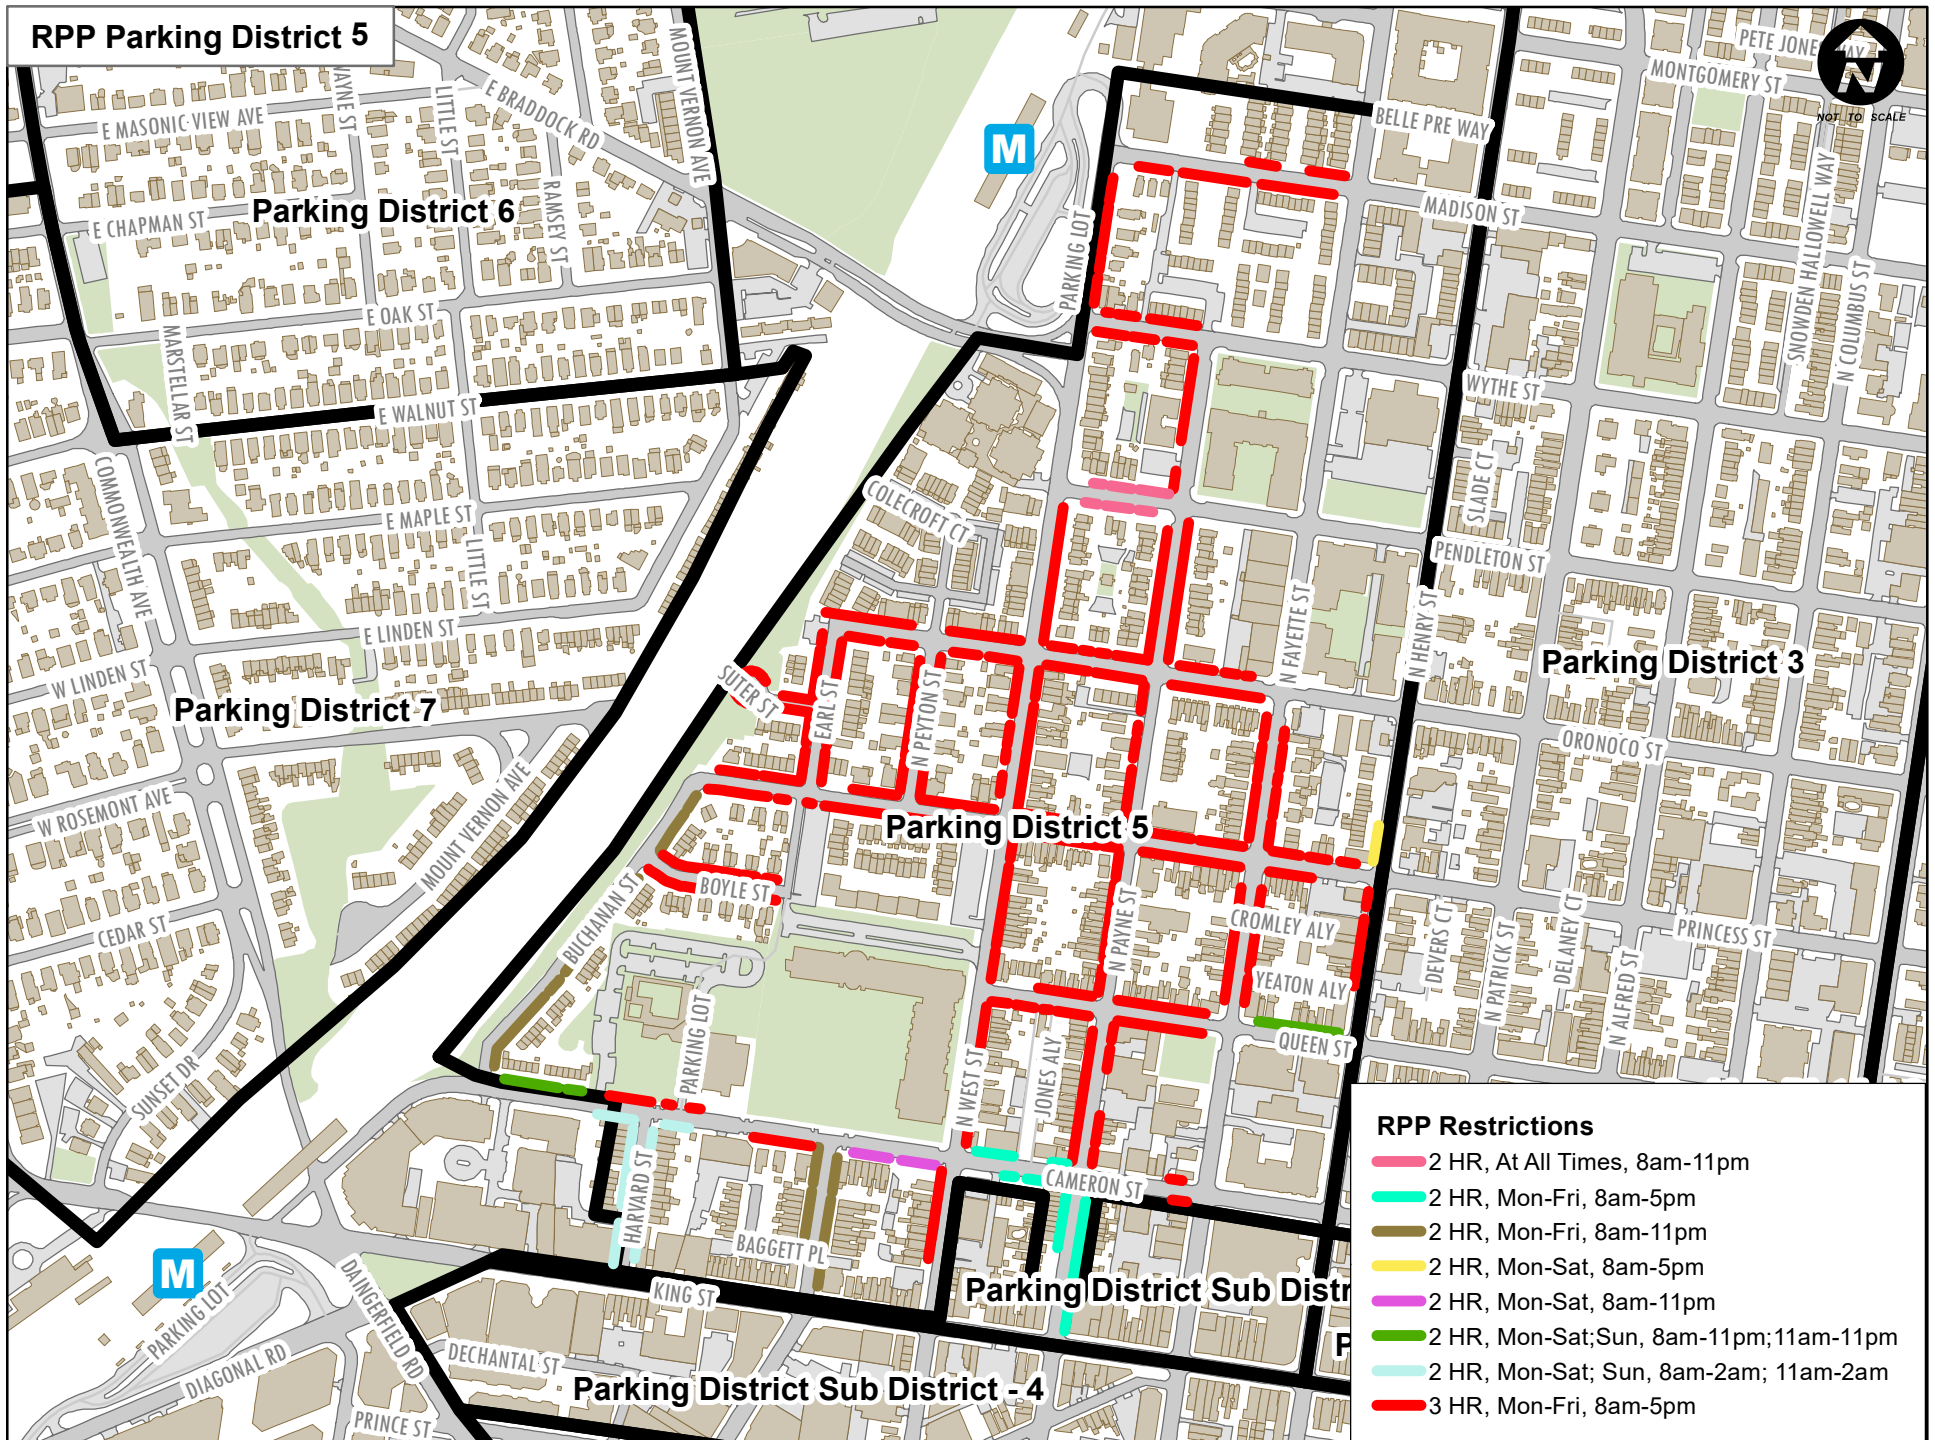 RPP Parking District 5
PETE JONES WAY
MONTGOMERY ST
NOT TO SCALE
N
MOUNT VERNON AVE
WAYNE ST
LITTLE ST
E BRADDOCK RD
E MASONIC VIEW AVE
M
BELLE PRE WAY
RAMSEY ST
Parking District 6
E CHAPMAN ST
MADISON ST
SNOWDEN HALLOWELL WAY
N COLUMBUS ST
PARKING LOT
E OAK ST
MARSTELLAR ST
E WALNUT ST
WYTHE ST
COMMONWEALTH AVE
SLADE CT
COLECROFT CT
E MAPLE ST
LITTLE ST
PENDLETON ST
N FAYETTE ST
N HENRY ST
E LINDEN ST
W LINDEN ST
Parking District 3
SUTER ST
EARL ST
N PEYTON ST
Parking District 7
ORONOCO ST
W ROSEMONT AVE
MOUNT VERNON AVE
Parking District 5
BOYLE ST
BUCHANAN ST
N PAYNE ST
CROMLEY ALY
CEDAR ST
DEVERS CT
N PATRICK ST
DELANEY CT
PRINCESS ST
YEATON ALY
N ALFRED ST
PARKING LOT
QUEEN ST
SUNSET DR
N WEST ST
JONES ALY
CAMERON ST
HARVARD ST
BAGGETT PL
M
PARKING LOT
DAINGERFIELD RD
KING ST
Parking District Sub Distr
P
DIAGONAL RD
DECHANTAL ST
Parking District Sub District - 4
PRINCE ST
RPP Restrictions
2 HR, At All Times, 8am-11pm
2 HR, Mon-Fri, 8am-5pm
2 HR, Mon-Fri, 8am-11pm
2 HR, Mon-Sat, 8am-5pm
2 HR, Mon-Sat, 8am-11pm
2 HR, Mon-Sat;Sun, 8am-11pm;11am-11pm
2 HR, Mon-Sat; Sun, 8am-2am; 11am-2am
3 HR, Mon-Fri, 8am-5pm